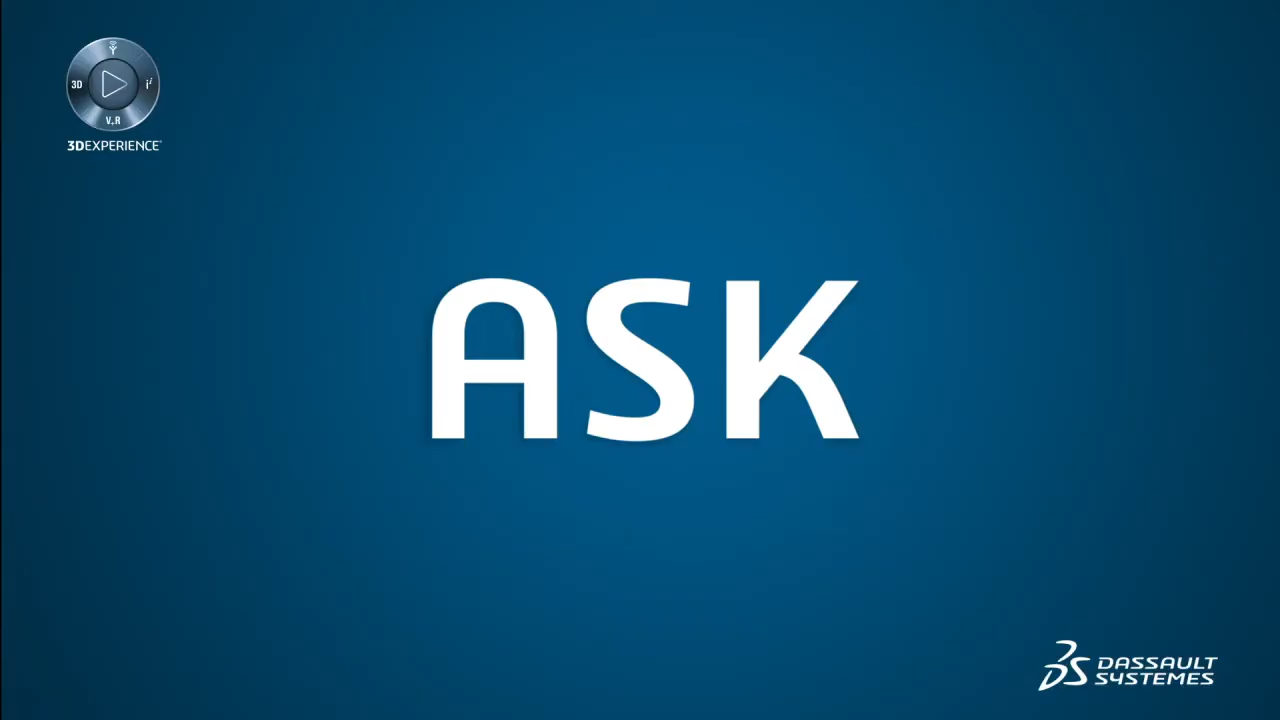 3D
i
V,R
3DEXPERIENCE
ASK
DASSAULT
SYSTEMES